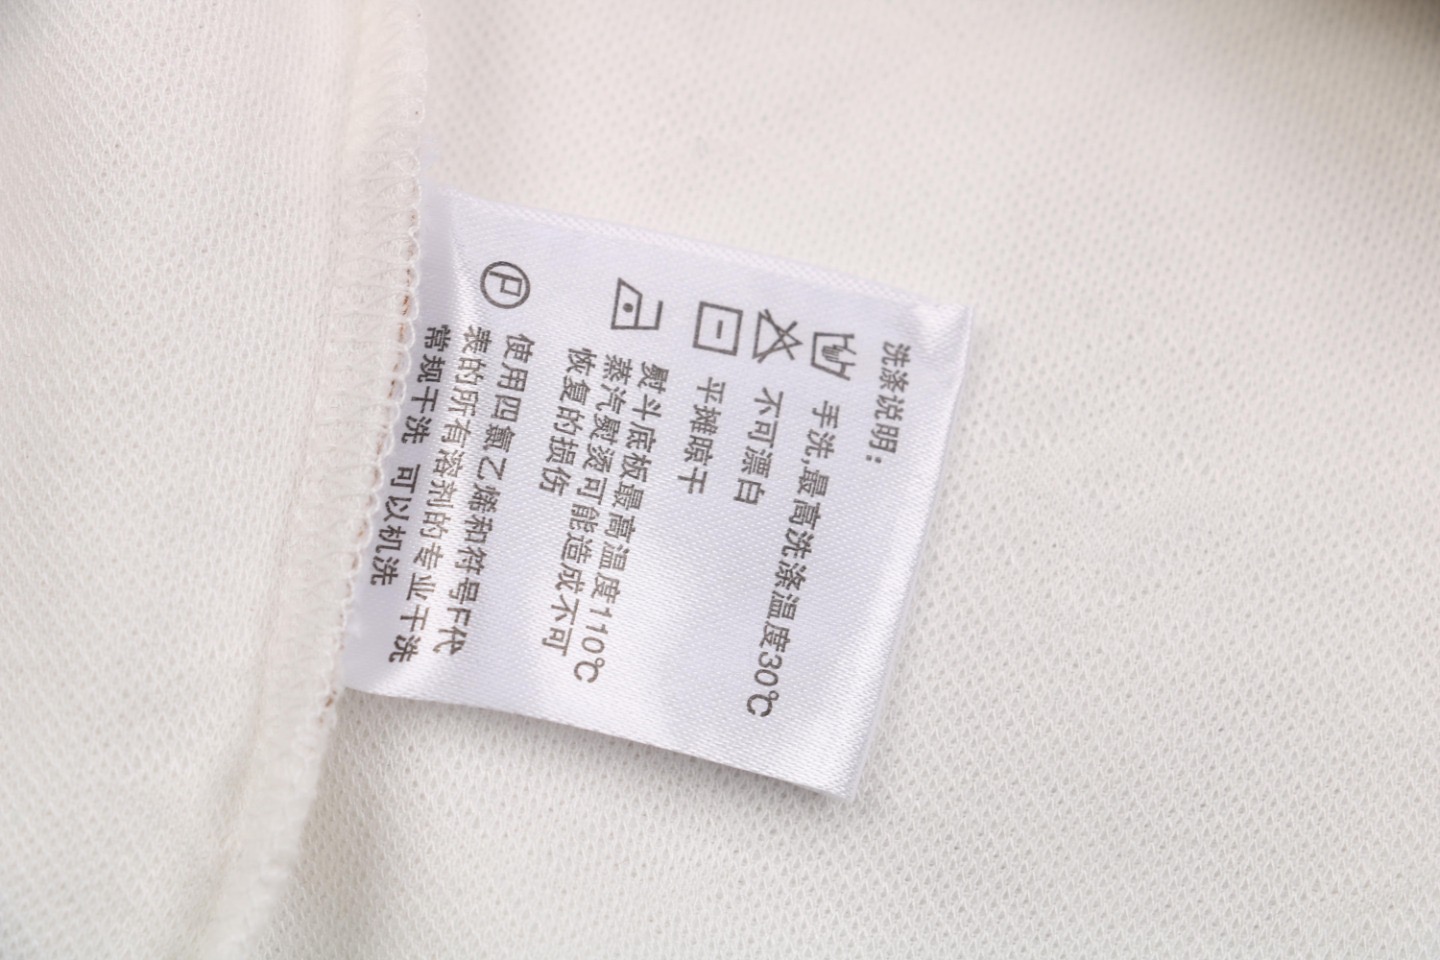 洗涤说明：
手洗,最高洗涤温度30℃
不可漂白
平摊晾干
熨斗底板最高温度110℃
蒸汽熨烫可能造成不可
恢复的损伤
P
使用四氯乙烯和符号F代
表的所有溶剂的专业干洗
常规干洗 可以机洗